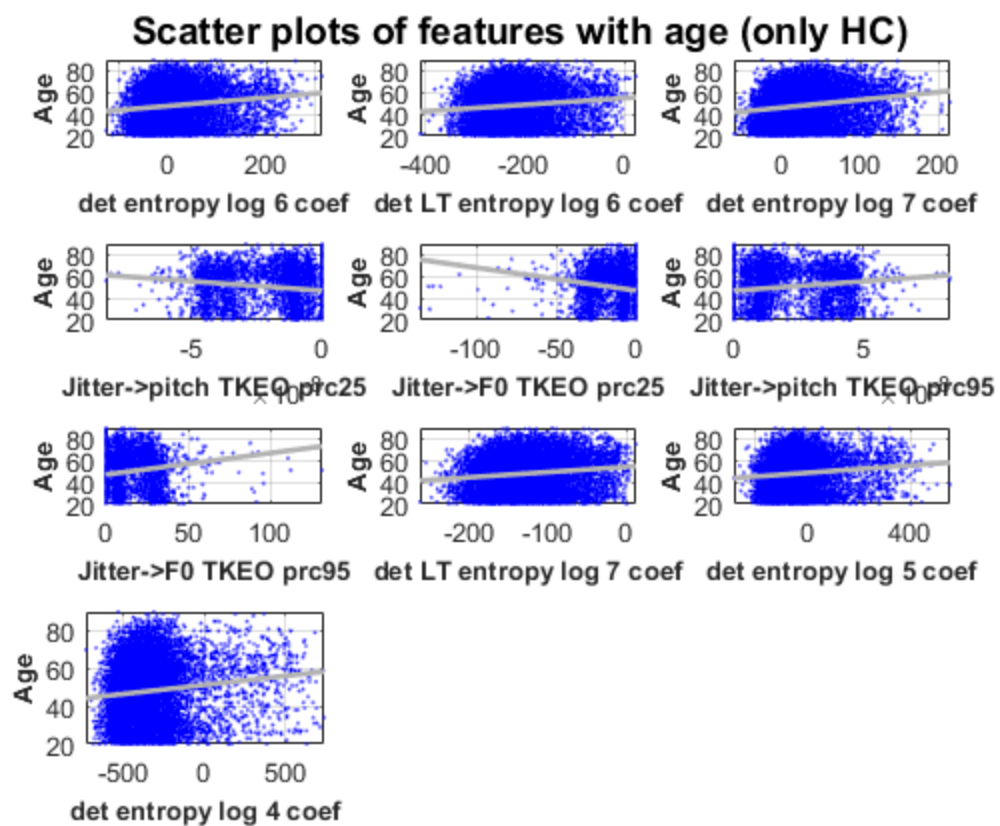 Scatter plots of features with age (only HC)
Age
80
60
40
20
0 200
det entropy log 6 coef
Age
80
60
40
20
-400 -200 0
det LT entropy log 6 coef
Age
80
60
40
20
0 100 200
det entropy log 7 coef
Age
80
60
40
20
-5 0
Jitter->pitch TKEO prc25
Age
80
60
40
20
-100 -50 0
Jitter->F0 TKEO prc25
Age
80
60
40
20
0 5
Jitter->pitch TKEO prc95
Age
80
60
40
20
0 50 100
Jitter->F0 TKEO prc95
Age
80
60
40
20
-200 -100 0
det LT entropy log 7 coef
Age
80
60
40
20
0 400
det entropy log 5 coef
Age
80
60
40
20
-500 0 500
det entropy log 4 coef